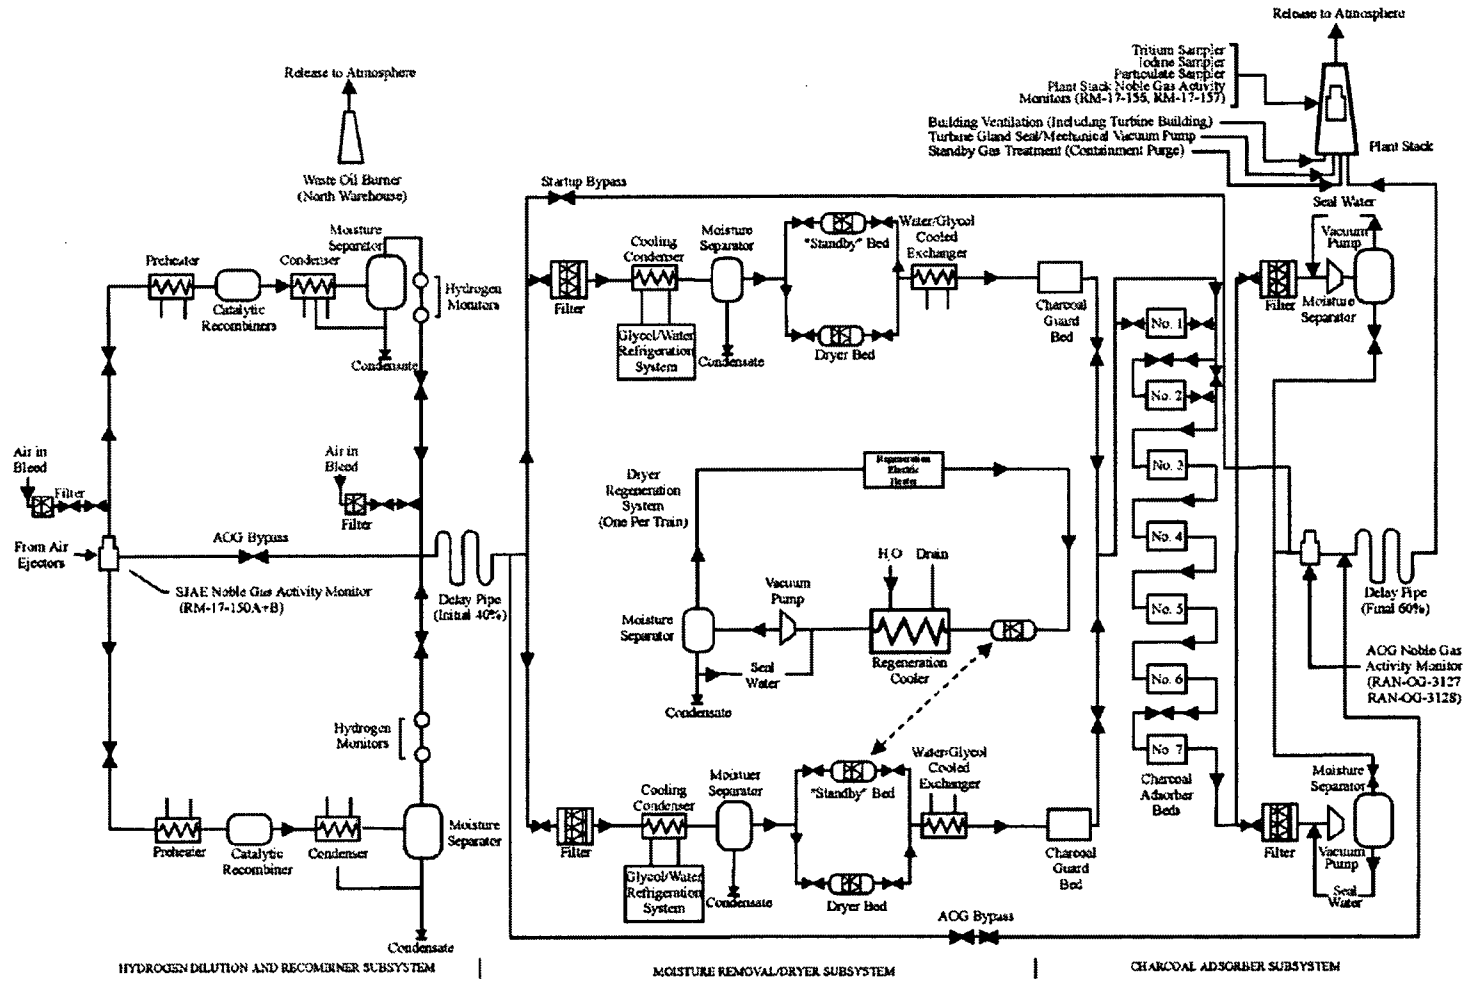 Release to Atmosphere
Tritium Sampler
Iodine Sampler
Particulate Sampler
Plant Stack Noble Gas Activity
Monitors (RM-17-156, RM-17-157)
Building Ventilation (Including Turbine Building)
Turbine Gland Seal/Mechanical Vacuum Pump
Standby Gas Treatment (Containment Purge)
Plant Stack
Release to Atmosphere
Waste Oil Burner
(North Warehouse)
Startup Bypass
Moisture
Separator
Preheater
Catalytic
Recombiners
Condenser
Hydrogen
Monitors
Condensate
Filter
Cooling
Condenser
Glycol/Water
Refrigeration
System
Moisture
Separator
Condensate
"Standby" Bed
Dryer Bed
Water/Glycol
Cooled
Exchanger
Charcoal
Guard
Bed
No. 1
No. 2
No. 3
No. 4
No. 5
No. 6
No. 7
Charcoal
Adsorber
Beds
Seal Water
Vacuum
Pump
Filter
Moisture
Separator
Air in
Bleed
Filter
Air in
Bleed
Filter
From Air
Ejectors
AOG Bypass
SJAE Noble Gas Activity Monitor
(RM-17-150A+B)
Delay Pipe
(Initial 40%)
Dryer
Regeneration
System
(One Per Train)
Regeneration
Electric
Heater
H2O
Drain
Vacuum
Pump
Moisture
Separator
Seal
Water
Regeneration
Cooler
Condensate
Delay Pipe
(Final 60%)
AOG Noble Gas
Activity Monitor
(RAN-OG-3127
RAN-OG-3128)
Hydrogen
Monitors
Preheater
Catalytic
Recombiner
Condenser
Moisture
Separator
Condensate
Filter
Cooling
Condenser
Glycol/Water
Refrigeration
System
Moistuer
Separator
Condensate
"Standby" Bed
Dryer Bed
Water/Glycol
Cooled
Exchanger
Charcoal
Guard
Bed
Moisture
Separator
Filter
Vacuum
Pump
Seal
Water
AOG Bypass
HYDROGEN DILUTION AND RECOMBINER SUBSYSTEM
MOISTURE REMOVAL/DRYER SUBSYSTEM
CHARCOAL ADSORBER SUBSYSTEM